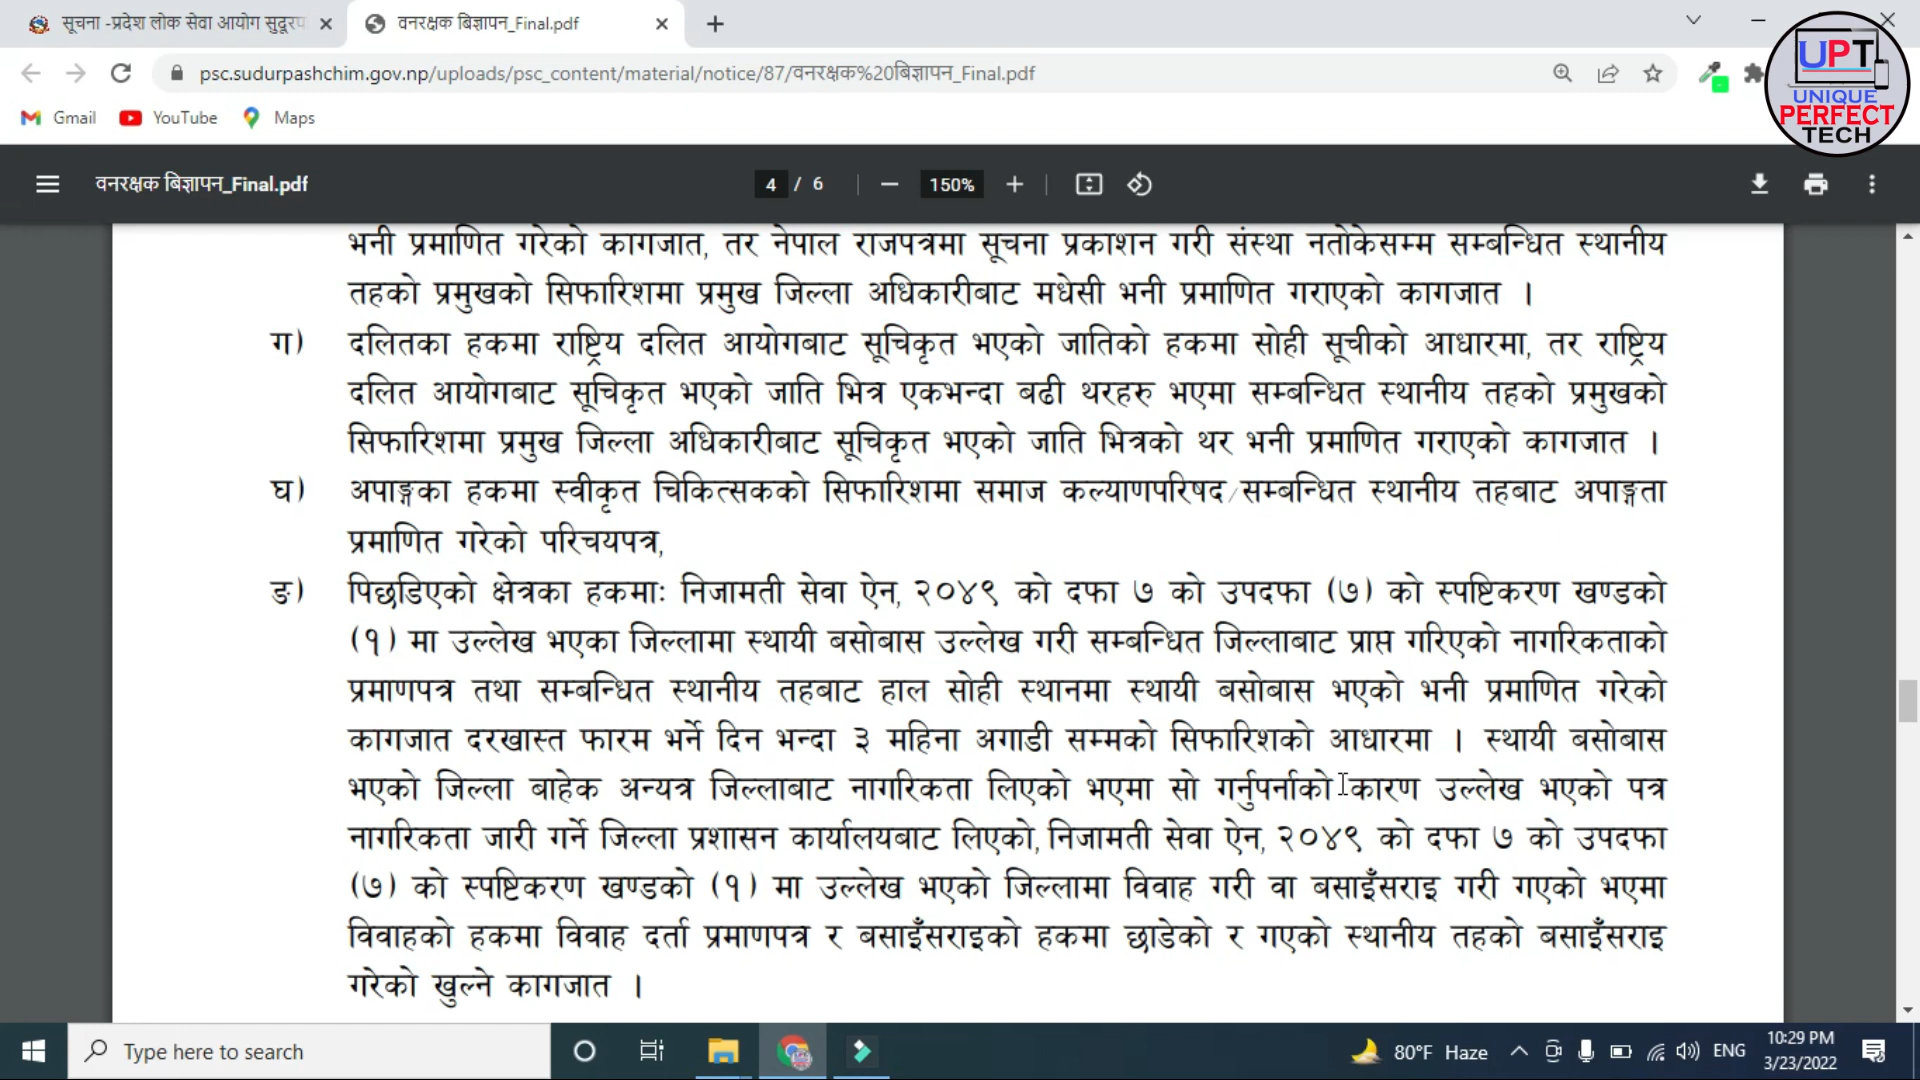 सूचना -प्रदेश लोक सेवा आयोग सुदूरप
वनरक्षक बिज्ञापन_Final.pdf
psc.sudurpashchim.gov.np/uploads/psc_content/material/notice/87/वनरक्षक%20बिज्ञापन_Final.pdf
Gmail YouTube Maps
UPT
UNIQUE
PERFECT
TECH
वनरक्षक बिज्ञापन_Final.pdf 4 / 6 150%
भनी प्रमाणित गरेको कागजात, तर नेपाल राजपत्रमा सूचना प्रकाशन गरी संस्था नतोकेसम्म सम्बन्धित स्थानीय
तहको प्रमुखको सिफारिशमा प्रमुख जिल्ला अधिकारीबाट मधेसी भनी प्रमाणित गराएको कागजात ।
ग) दलितका हकमा राष्ट्रिय दलित आयोगबाट सूचिकृत भएको जातिको हकमा सोही सूचीको आधारमा, तर राष्ट्रिय
दलित आयोगबाट सूचिकृत भएको जाति भित्र एकभन्दा बढी थरहरु भएमा सम्बन्धित स्थानीय तहको प्रमुखको
सिफारिशमा प्रमुख जिल्ला अधिकारीबाट सूचिकृत भएको जाति भित्रको थर भनी प्रमाणित गराएको कागजात ।
घ) अपाङ्गका हकमा स्वीकृत चिकित्सकको सिफारिशमा समाज कल्याणपरिषद/सम्बन्धित स्थानीय तहबाट अपाङ्गता
प्रमाणित गरेको परिचयपत्र,
ङ) पिछडिएको क्षेत्रका हकमाः निजामती सेवा ऐन, २०४९ को दफा ७ को उपदफा (७) को स्पष्टिकरण खण्डको
(१) मा उल्लेख भएका जिल्लामा स्थायी बसोबास उल्लेख गरी सम्बन्धित जिल्लाबाट प्राप्त गरिएको नागरिकताको
प्रमाणपत्र तथा सम्बन्धित स्थानीय तहबाट हाल सोही स्थानमा स्थायी बसोबास भएको भनी प्रमाणित गरेको
कागजात दरखास्त फारम भर्ने दिन भन्दा ३ महिना अगाडी सम्मको सिफारिशको आधारमा । स्थायी बसोबास
भएको जिल्ला बाहेक अन्यत्र जिल्लाबाट नागरिकता लिएको भएमा सो गर्नुपर्नाको कारण उल्लेख भएको पत्र
नागरिकता जारी गर्ने जिल्ला प्रशासन कार्यालयबाट लिएको, निजामती सेवा ऐन, २०४९ को दफा ७ को उपदफा
(७) को स्पष्टिकरण खण्डको (१) मा उल्लेख भएको जिल्लामा विवाह गरी वा बसाइँसराइ गरी गएको भएमा
विवाहको हकमा विवाह दर्ता प्रमाणपत्र र बसाइँसराइको हकमा छाडेको र गएको स्थानीय तहको बसाइँसराइ
गरेको खुल्ने कागजात ।
Type here to search
80°F Haze
ENG
10:29 PM
3/23/2022